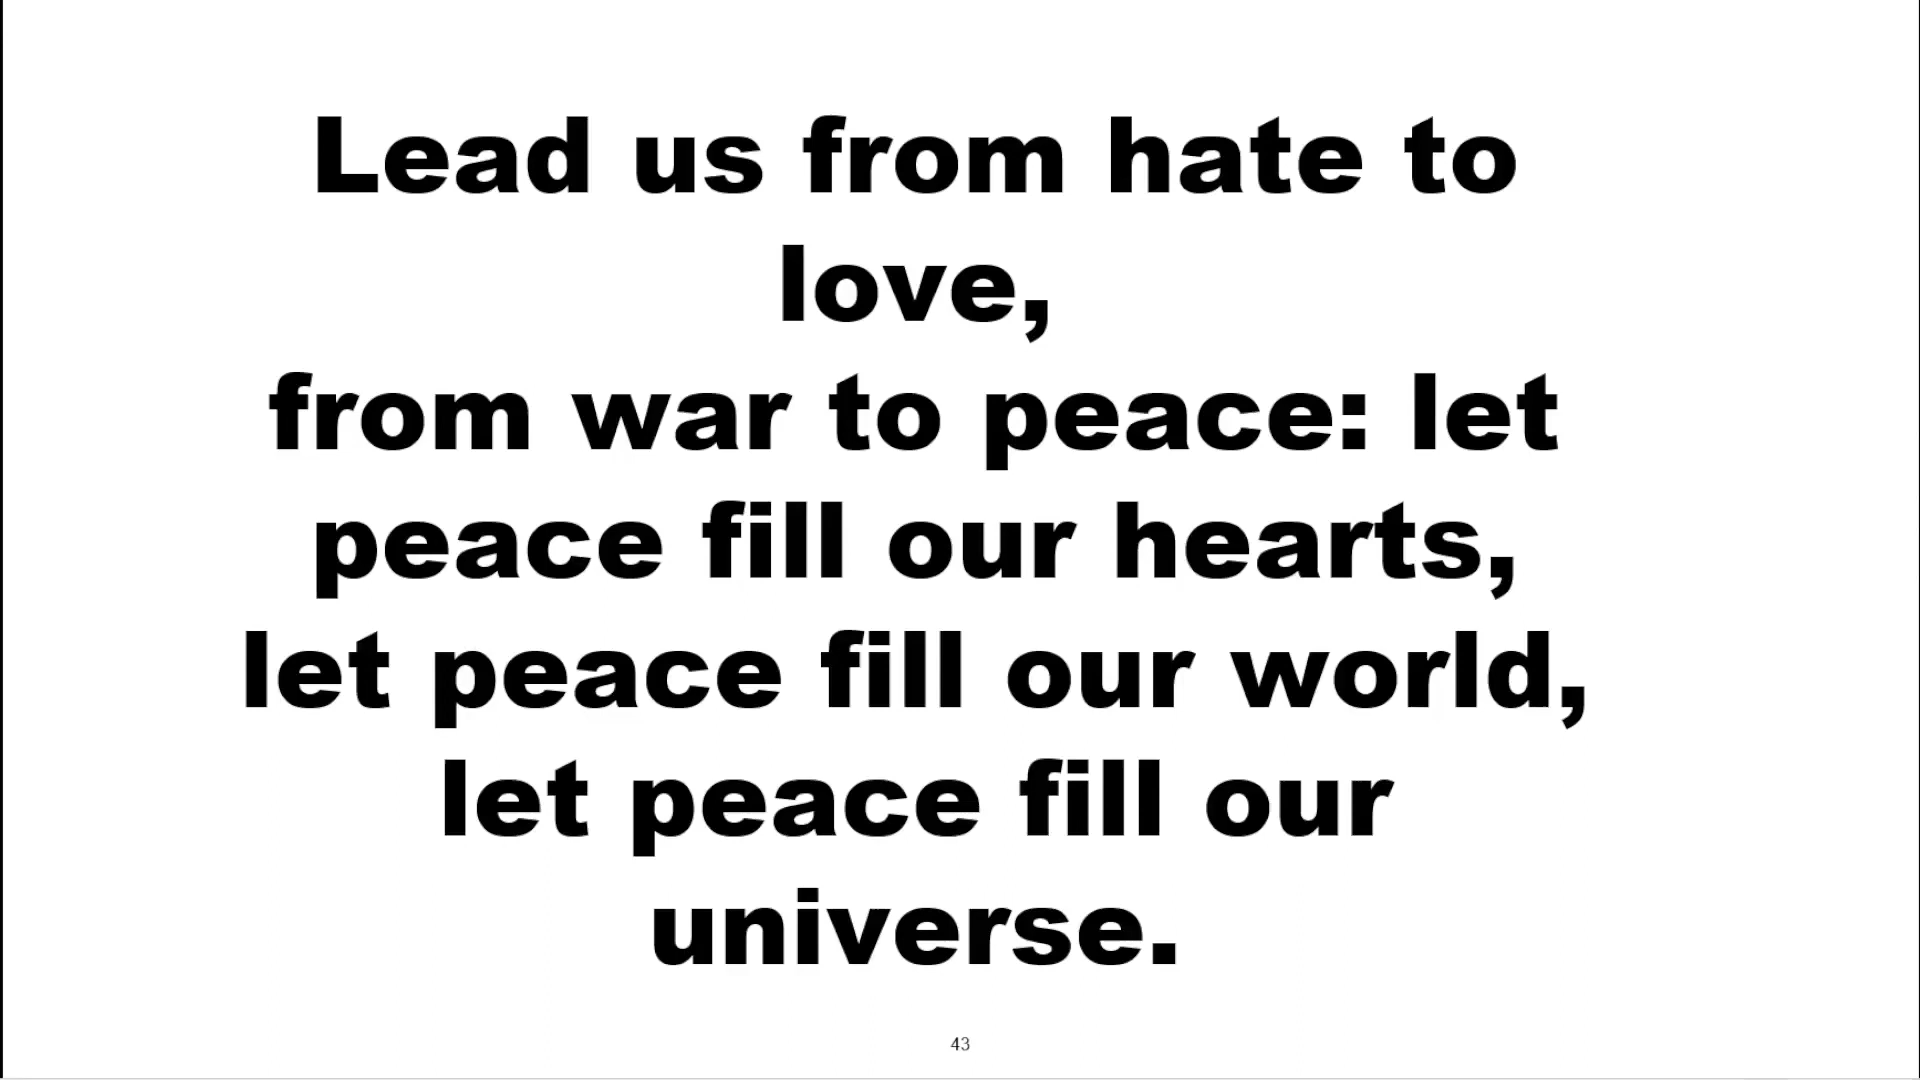 Lead us from hate to
love,
from war to peace: let
peace fill our hearts,
let peace fill our world,
let peace fill our
universe.
43